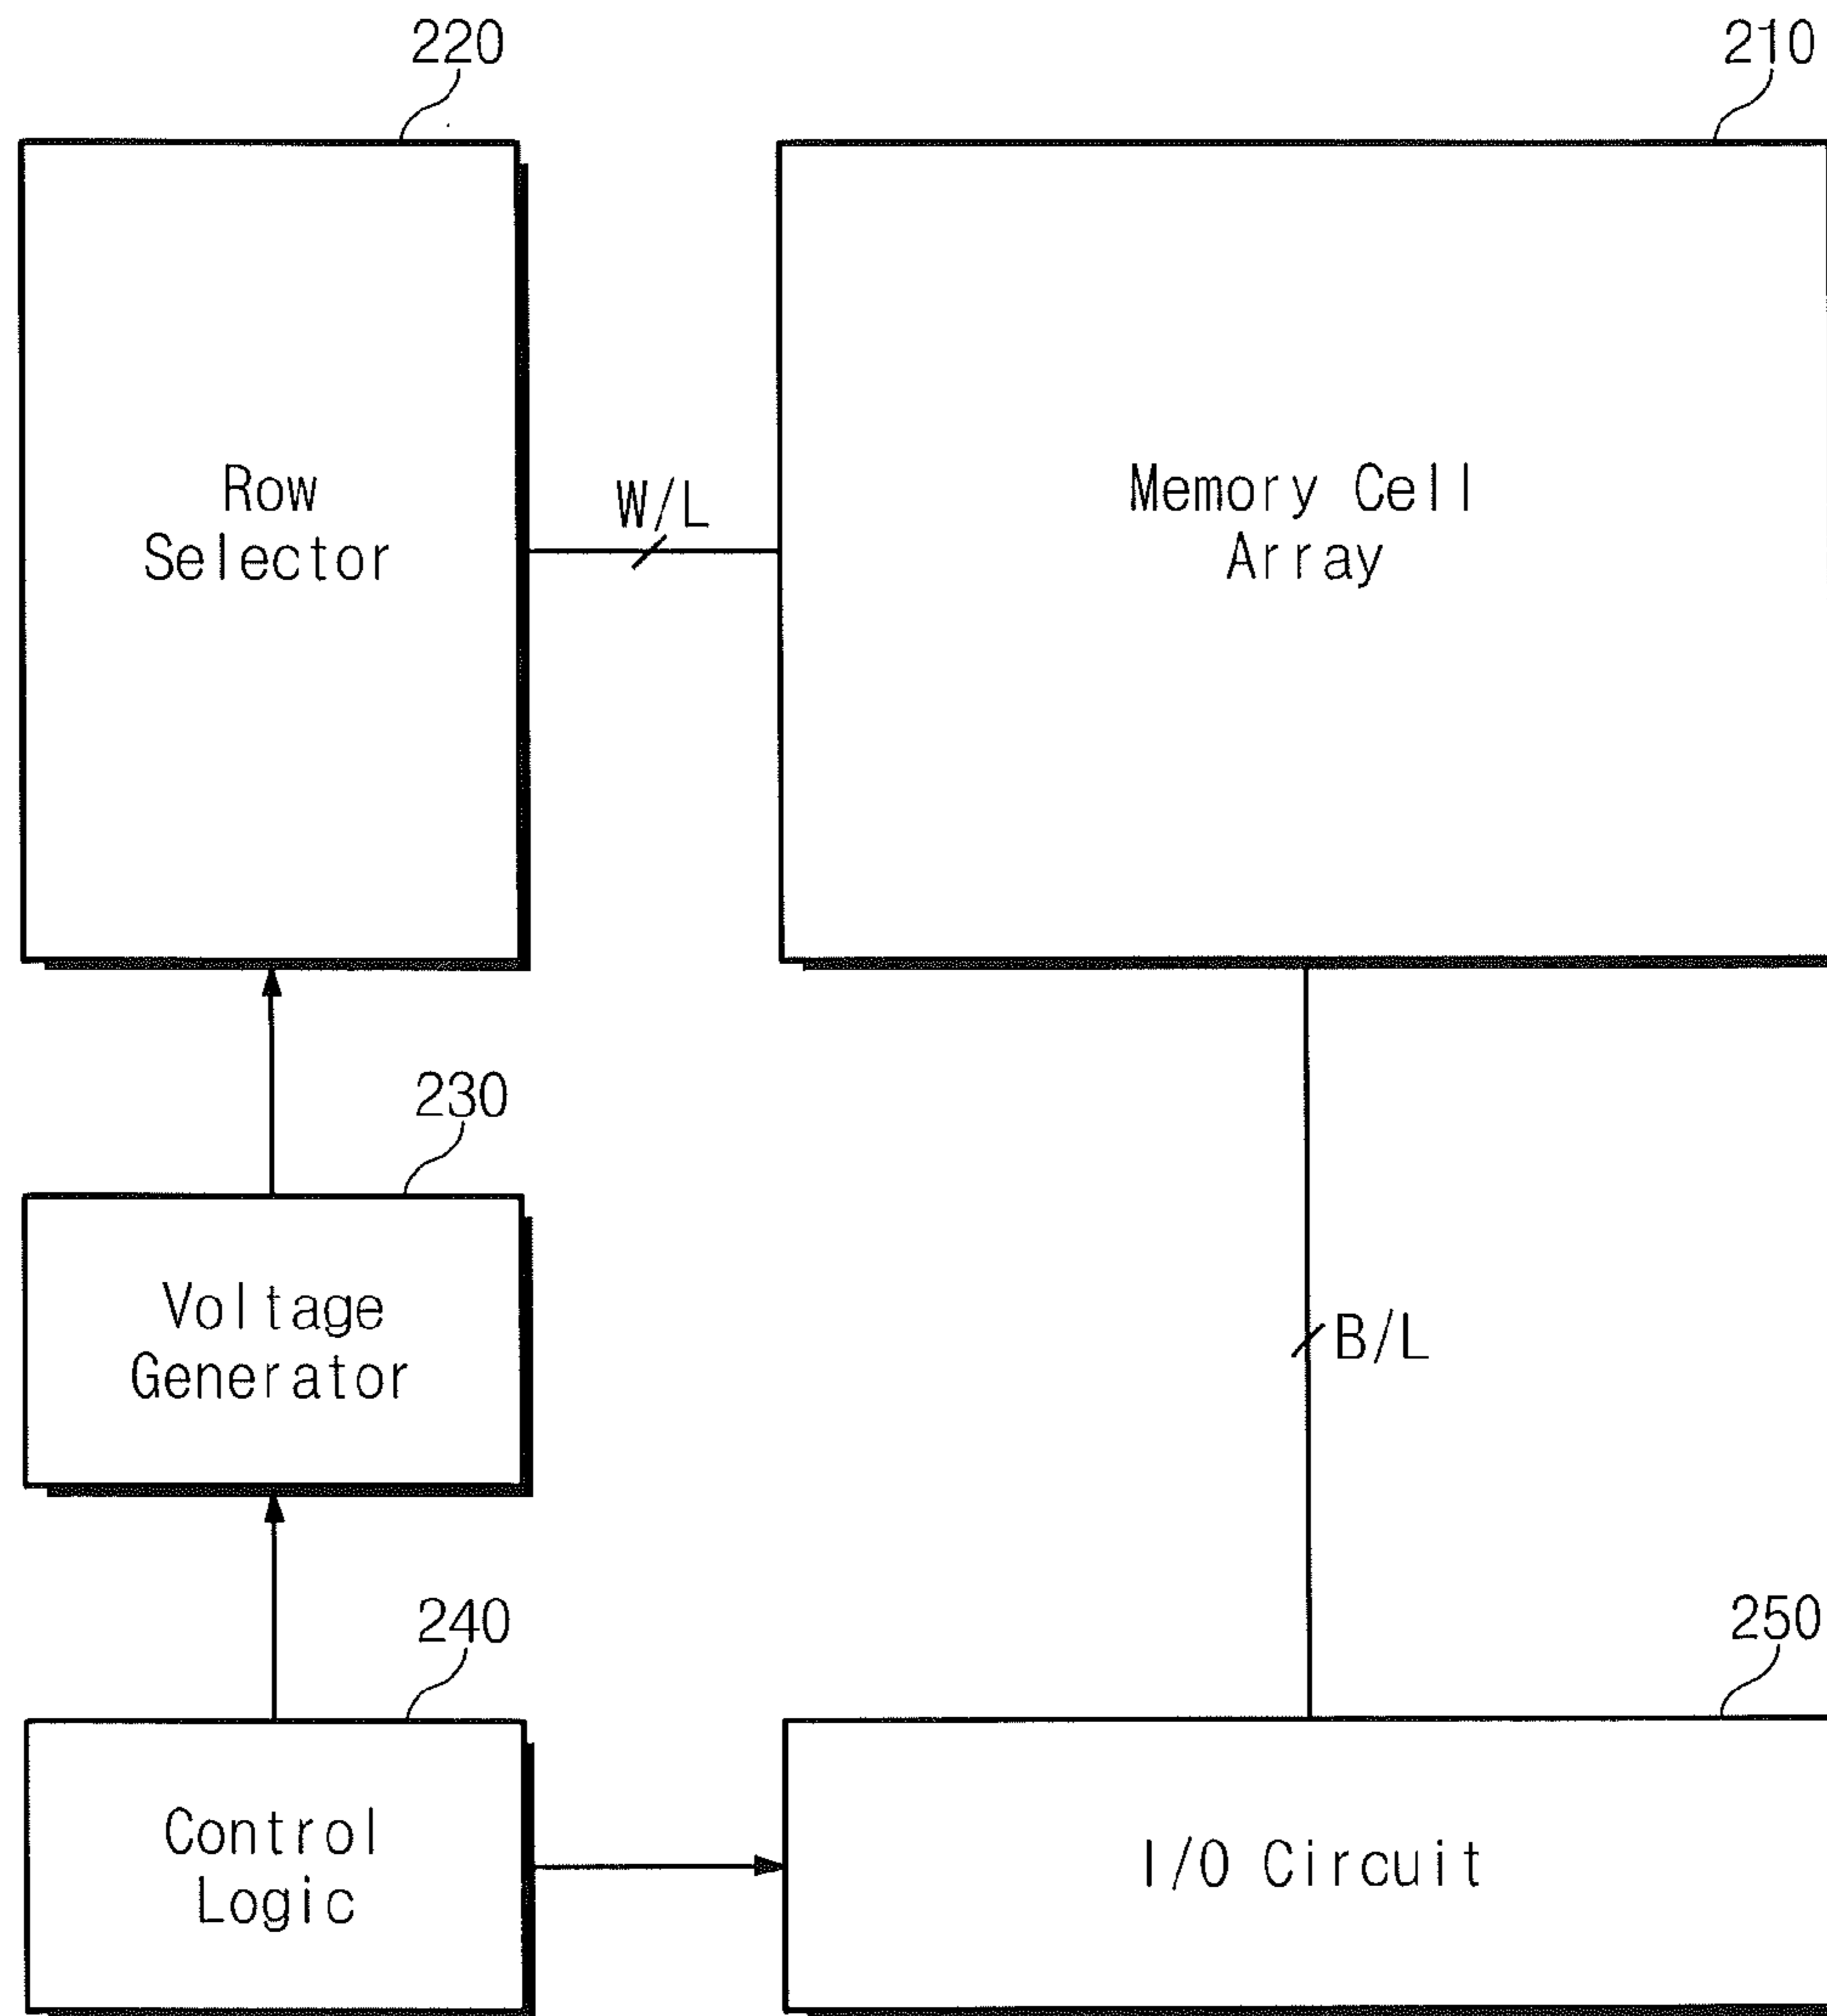 220
210
Row
Selector
W/L
Memory Cell
Array
230
Voltage
Generator
B/L
240
250
Control
Logic
I/O Circuit